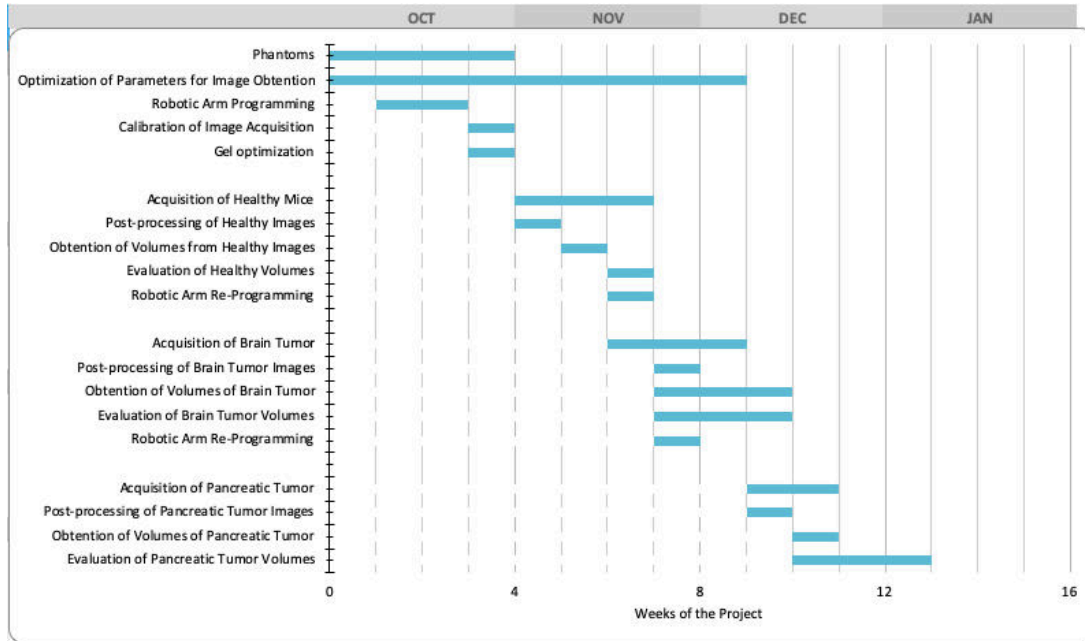 OCT NOV DEC JAN
Phantoms
Optimization of Parameters for Image Obtention
Robotic Arm Programming
Calibration of Image Acquisition
Gel optimization
Acquisition of Healthy Mice
Post-processing of Healthy Images
Obtention of Volumes from Healthy Images
Evaluation of Healthy Volumes
Robotic Arm Re-Programming
Acquisition of Brain Tumor
Post-processing of Brain Tumor Images
Obtention of Volumes of Brain Tumor
Evaluation of Brain Tumor Volumes
Robotic Arm Re-Programming
Acquisition of Pancreatic Tumor
Post-processing of Pancreatic Tumor Images
Obtention of Volumes of Pancreatic Tumor
Evaluation of Pancreatic Tumor Volumes
0 4 8 12 16
Weeks of the Project